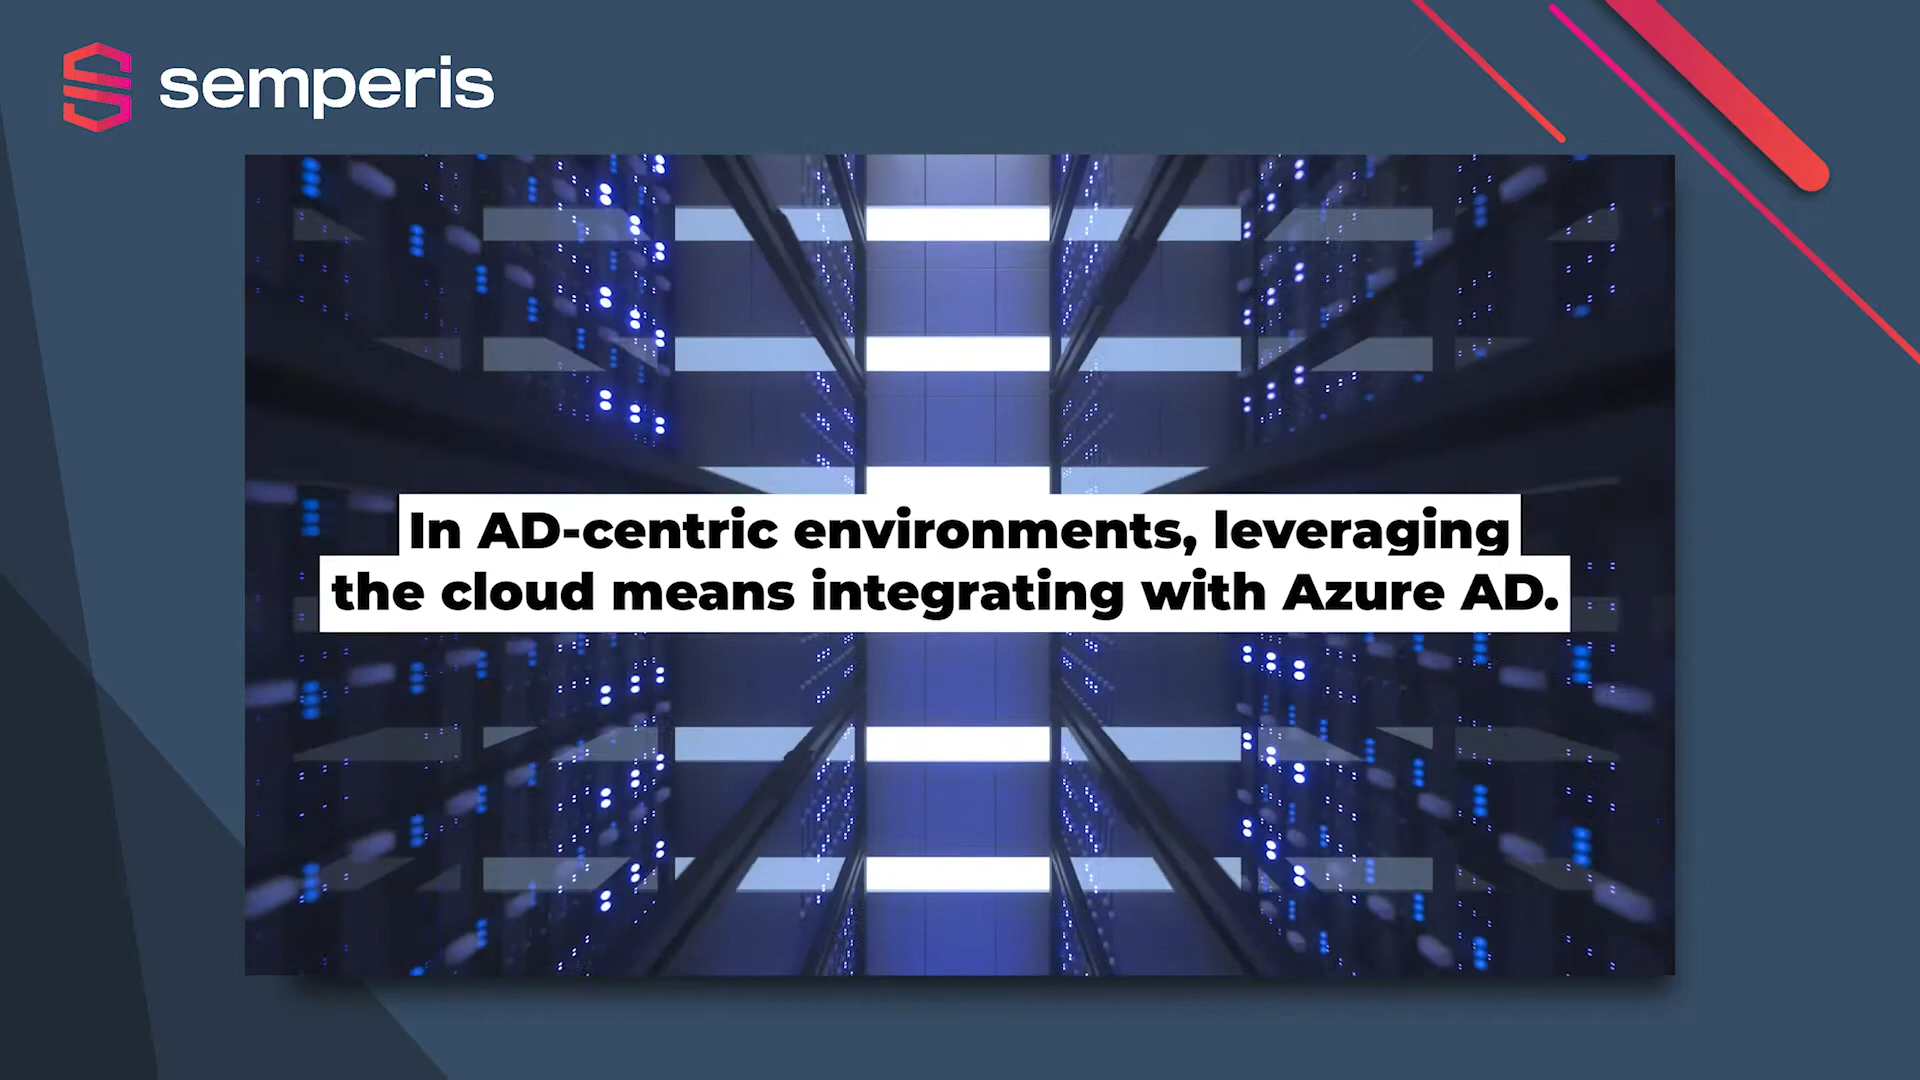 semperis
In AD-centric environments, leveraging
the cloud means integrating with Azure AD.